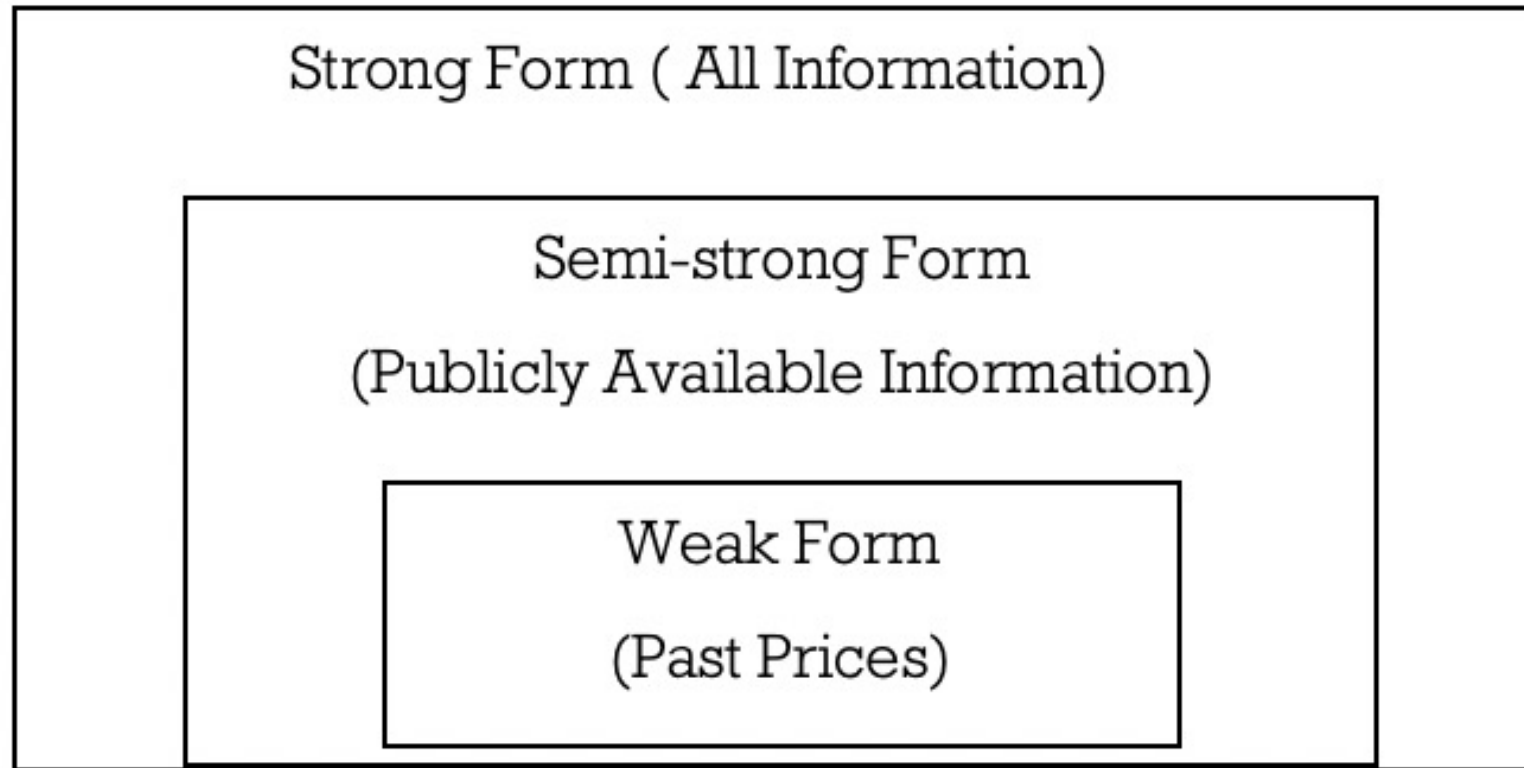 Strong Form ( All Information)
Semi-strong Form
(Publicly Available Information)
Weak Form
(Past Prices)